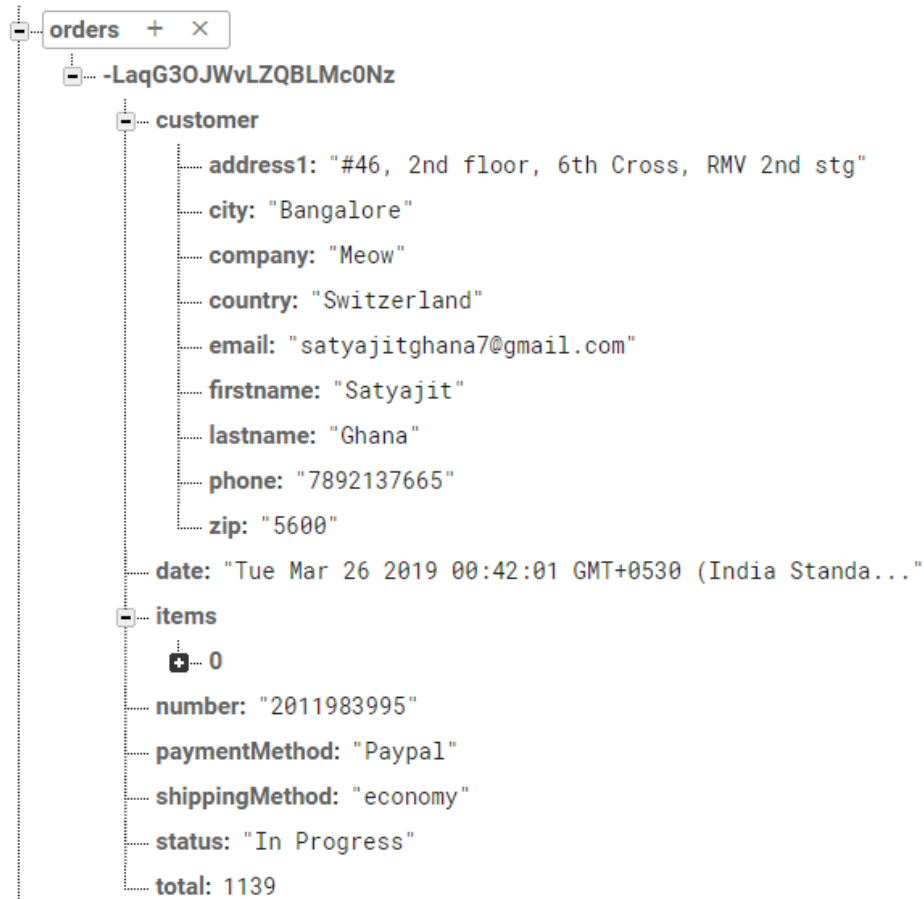 orders + ×
-LaqG3OJWvLZQBLMc0Nz
customer
address1: "#46, 2nd floor, 6th Cross, RMV 2nd stg"
city: "Bangalore"
company: "Meow"
country: "Switzerland"
email: "satyajitghana7@gmail.com"
firstname: "Satyajit"
lastname: "Ghana"
phone: "7892137665"
zip: "5600"
date: "Tue Mar 26 2019 00:42:01 GMT+0530 (India Standa..."
items
0
number: "2011983995"
paymentMethod: "Paypal"
shippingMethod: "economy"
status: "In Progress"
total: 1139